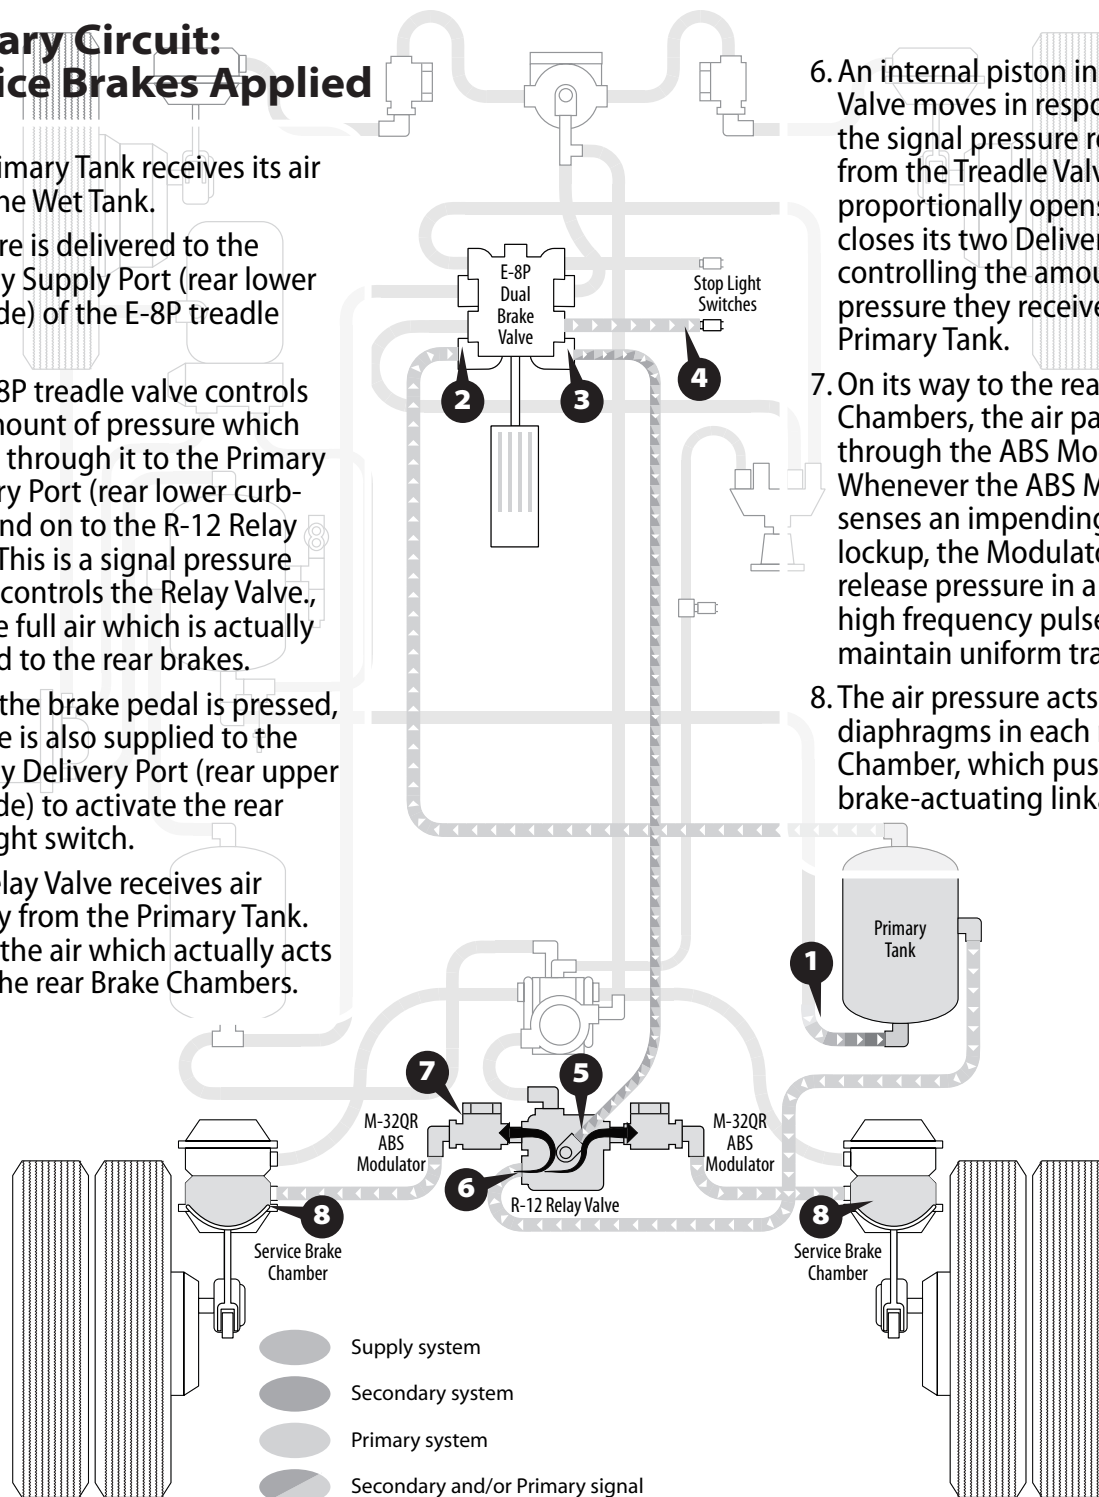 ary Circuit:
ice Brakes Applied
imary Tank receives its air
he Wet Tank.
re is delivered to the
y Supply Port (rear lower
de) of the E-8P treadle
8P treadle valve controls
mount of pressure which
through it to the Primary
ry Port (rear lower curb-
nd on to the R-12 Relay
This is a signal pressure
controls the Relay Valve.,
e full air which is actually
d to the rear brakes.
the brake pedal is pressed,
e is also supplied to the
y Delivery Port (rear upper
de) to activate the rear
ght switch.
elay Valve receives air
y from the Primary Tank.
the air which actually acts
he rear Brake Chambers.
6. An internal piston in
Valve moves in respo
the signal pressure re
from the Treadle Valv
proportionally opens
closes its two Deliver
controlling the amou
pressure they receive
Primary Tank.
7. On its way to the rea
Chambers, the air pa
through the ABS Mo
Whenever the ABS M
senses an impending
lockup, the Modulato
release pressure in a
high frequency pulse
maintain uniform tra
8. The air pressure acts
diaphragms in each
Chamber, which pus
brake-actuating link
E-8P
Dual
Brake
Valve
Stop Light
Switches
2
3
4
Primary
Tank
1
7
5
M-32QR
ABS
Modulator
M-32QR
ABS
Modulator
6
R-12 Relay Valve
8
8
Service Brake
Chamber
Service Brake
Chamber
Supply system
Secondary system
Primary system
Secondary and/or Primary signal